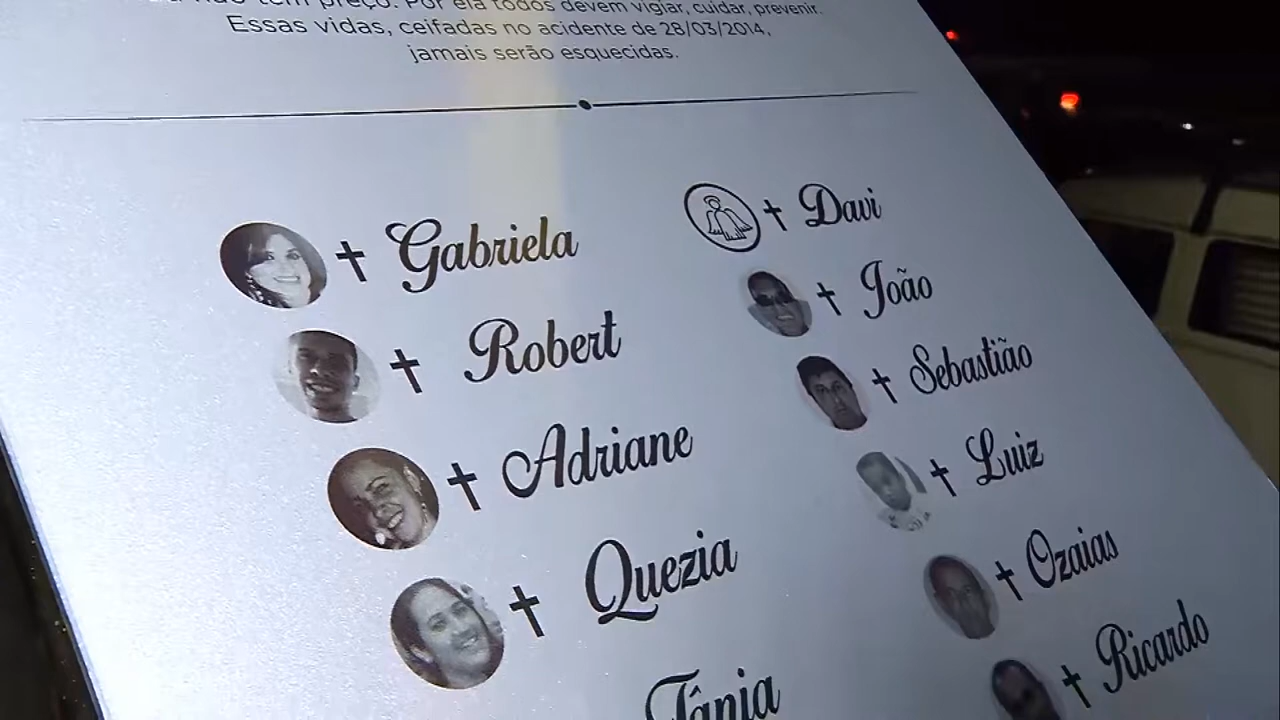 não tem preço. Por ela todos devem vigiar, cuidar, prevenir.
Essas vidas, ceifadas no acidente de 28/03/2014,
jamais serão esquecidas.
Gabriela
Robert
Adriane
Quezia
Tânia
Davi
João
Sebastião
Luiz
Ozaias
Ricardo